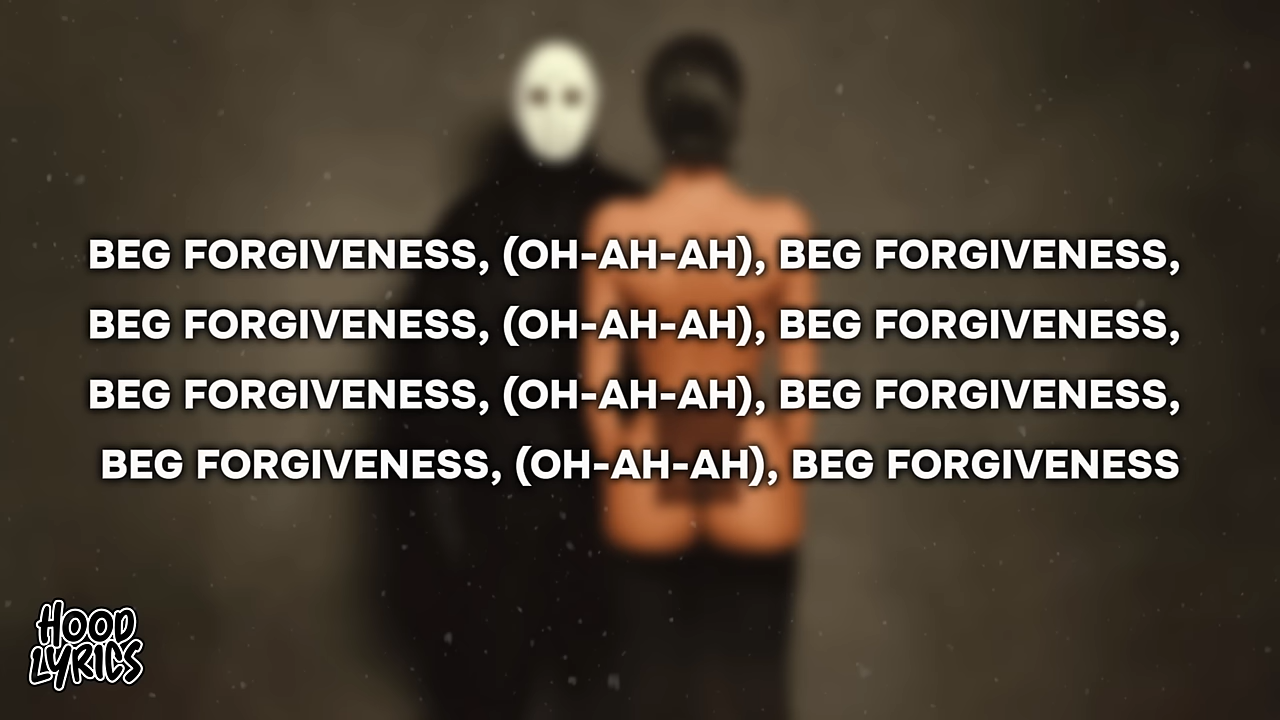 BEG FORGIVENESS, (OH-AH-AH), BEG FORGIVENESS,
BEG FORGIVENESS, (OH-AH-AH), BEG FORGIVENESS,
BEG FORGIVENESS, (OH-AH-AH), BEG FORGIVENESS,
BEG FORGIVENESS, (OH-AH-AH), BEG FORGIVENESS
HOOD
LYRICS